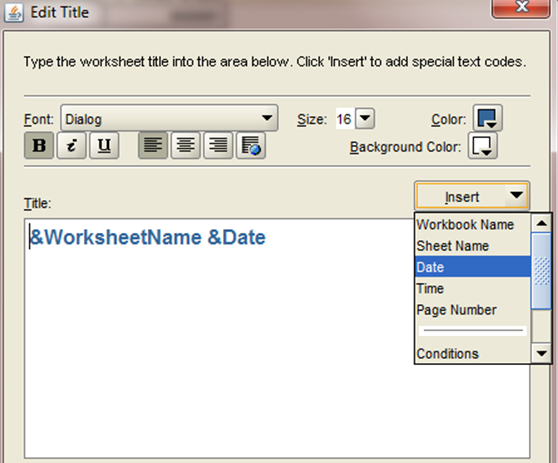 Edit Title
Type the worksheet title into the area below. Click 'Insert' to add special text codes.
Font: Dialog Size: 16 Color:
B i U Background Color:
Insert
Title:
&WorksheetName &Date
Workbook Name
Sheet Name
Date
Time
Page Number
Conditions